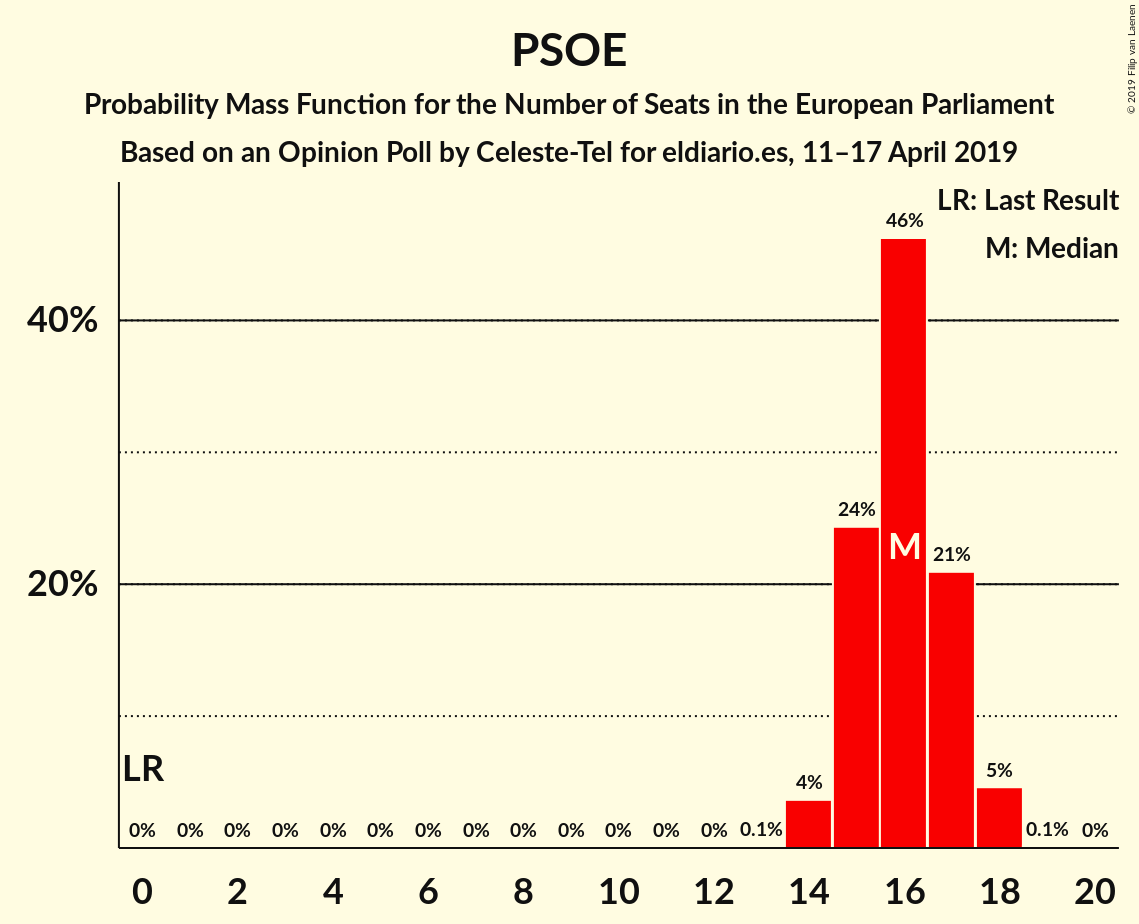 © 2019 Filip van Laenen
PSOE
Probability Mass Function for the Number of Seats in the European Parliament
Based on an Opinion Poll by Celeste-Tel for eldiario.es, 11–17 April 2019
LR: Last Result
M: Median
46%
40%
24%
M
21%
20%
LR
0% 0% 0% 0% 0% 0% 0% 0% 0% 0% 0% 0% 0% 0.1% 4% 5% 0.1% 0%
0 2 4 6 8 10 12 14 16 18 20